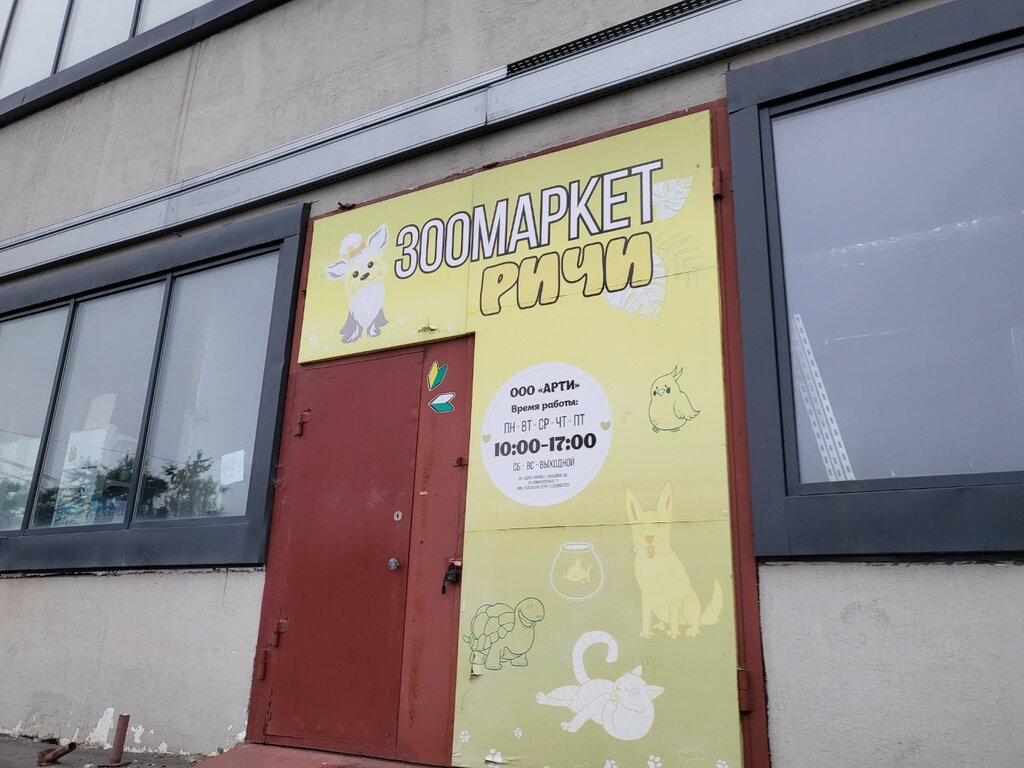 ЗООМАРКЕТ
РИЧИ
ООО «АРТИ»
Время работы:
ПН · ВТ · СР · ЧТ · ПТ
10:00-17:00
СБ · ВС - ВЫХОДНОЙ